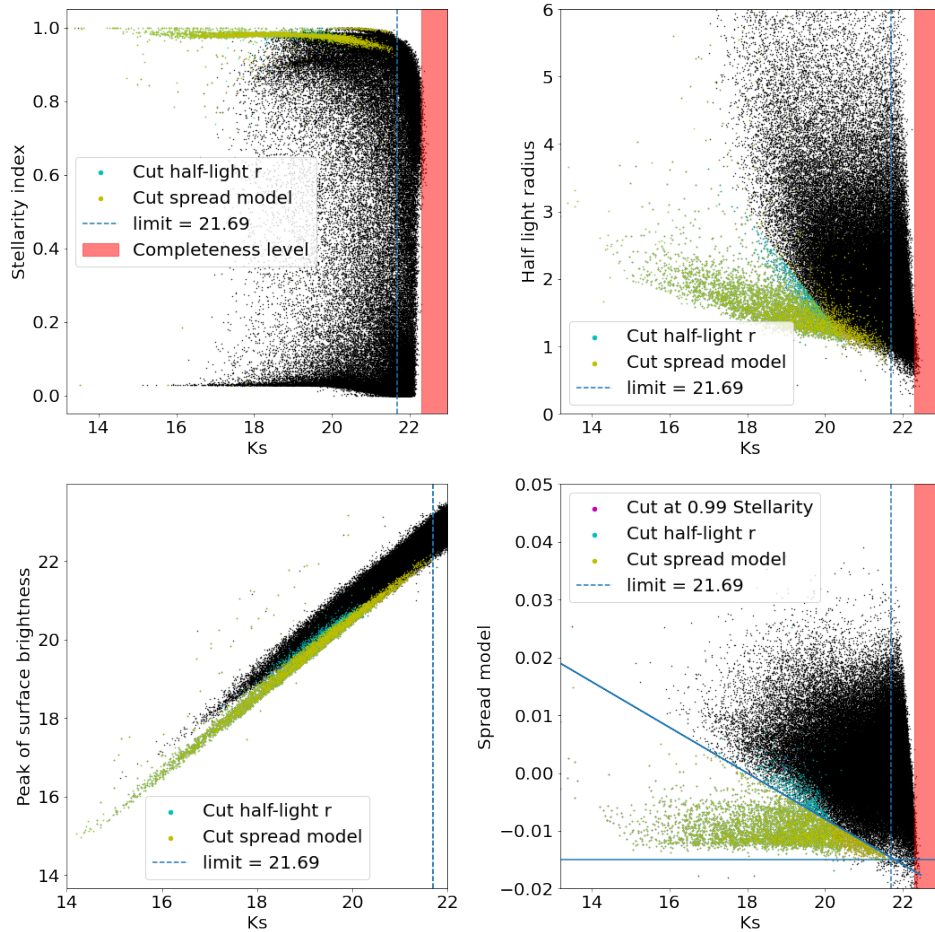 1.0
0.8
0.6
0.4
0.2
0.0
Stellarity index
Cut half-light r
Cut spread model
limit = 21.69
Completeness level
14 16 18 20 22
Ks
6
5
4
3
2
1
0
Half light radius
Cut half-light r
Cut spread model
limit = 21.69
14 16 18 20 22
Ks
22
20
18
16
14
Peak of surface brightness
Cut half-light r
Cut spread model
limit = 21.69
14 16 18 20 22
Ks
0.05
0.04
0.03
0.02
0.01
0.00
−0.01
−0.02
Spread model
Cut at 0.99 Stellarity
Cut half-light r
Cut spread model
limit = 21.69
14 16 18 20 22
Ks